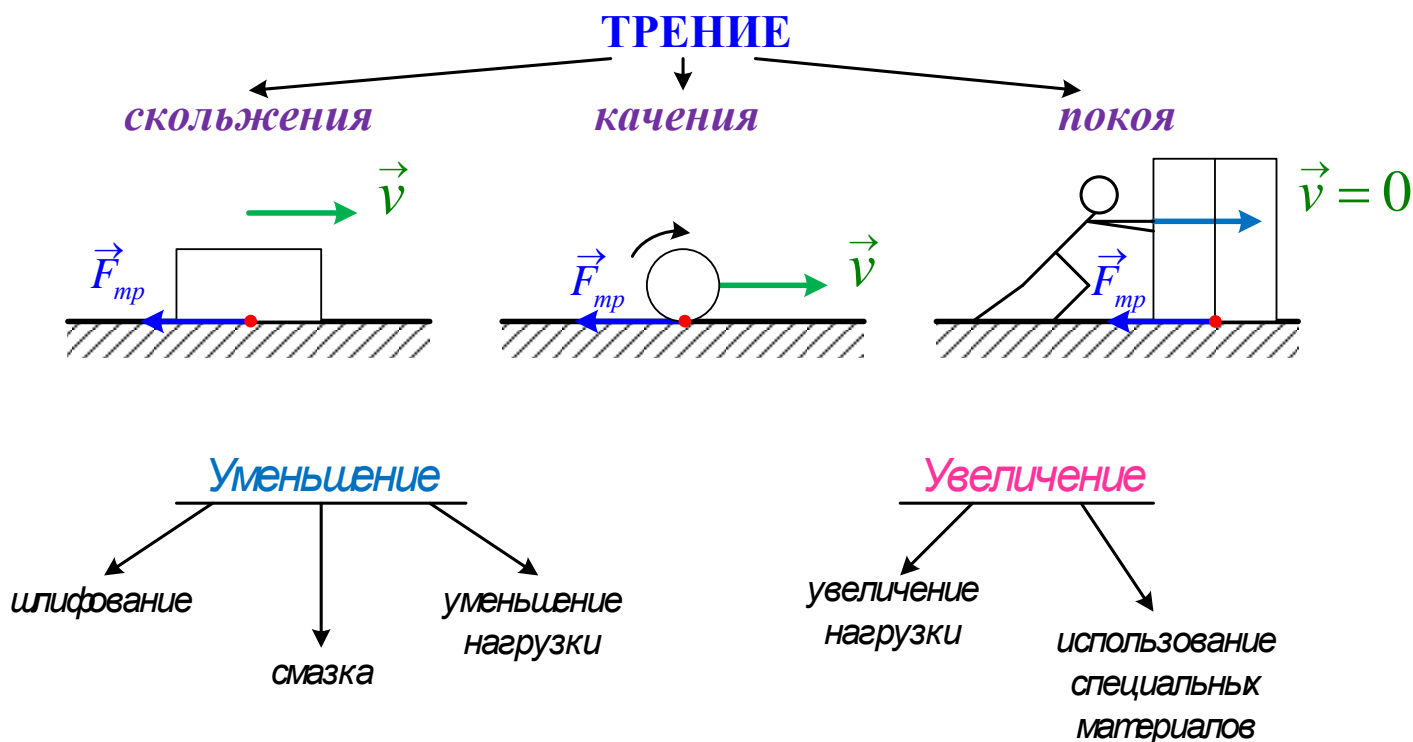 ТРЕНИЕ
скольжения
качения
покоя
v
F тр
F тр
v
F тр
v = 0
Уменьшение
шлифование
смазка
уменьшение
нагрузки
Увеличение
увеличение
нагрузки
использование
специальных
материалов